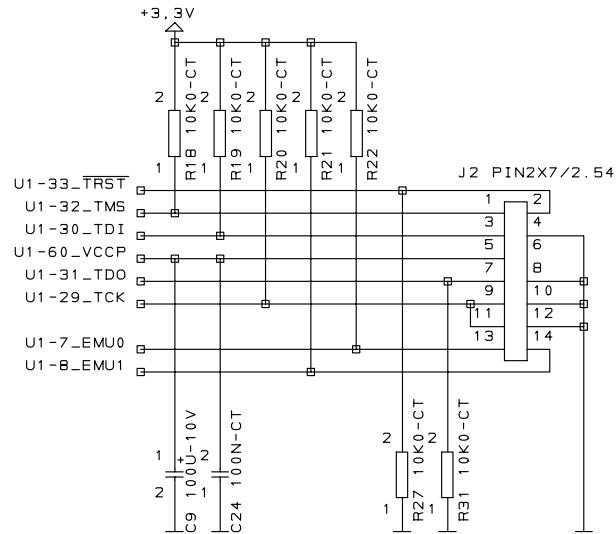 +3,3V
2 2 2 2 2
R18 10K0-CT
R19 10K0-CT
R20 10K0-CT
R21 10K0-CT
R22 10K0-CT
1 1 1 1 1
J2 PIN2X7/2.54
U1-33_TRST
U1-32_TMS
U1-30_TDI
U1-60_VCCP
U1-31_TDO
U1-29_TCK
U1-7_EMU0
U1-8_EMU1
1 2
3 4
5 6
7 8
9 10
11 12
13 14
1 + 2
C9 100U-10V
2 1
C24 100N-CT
2 2
R27 10K0-CT
R31 10K0-CT
1 1